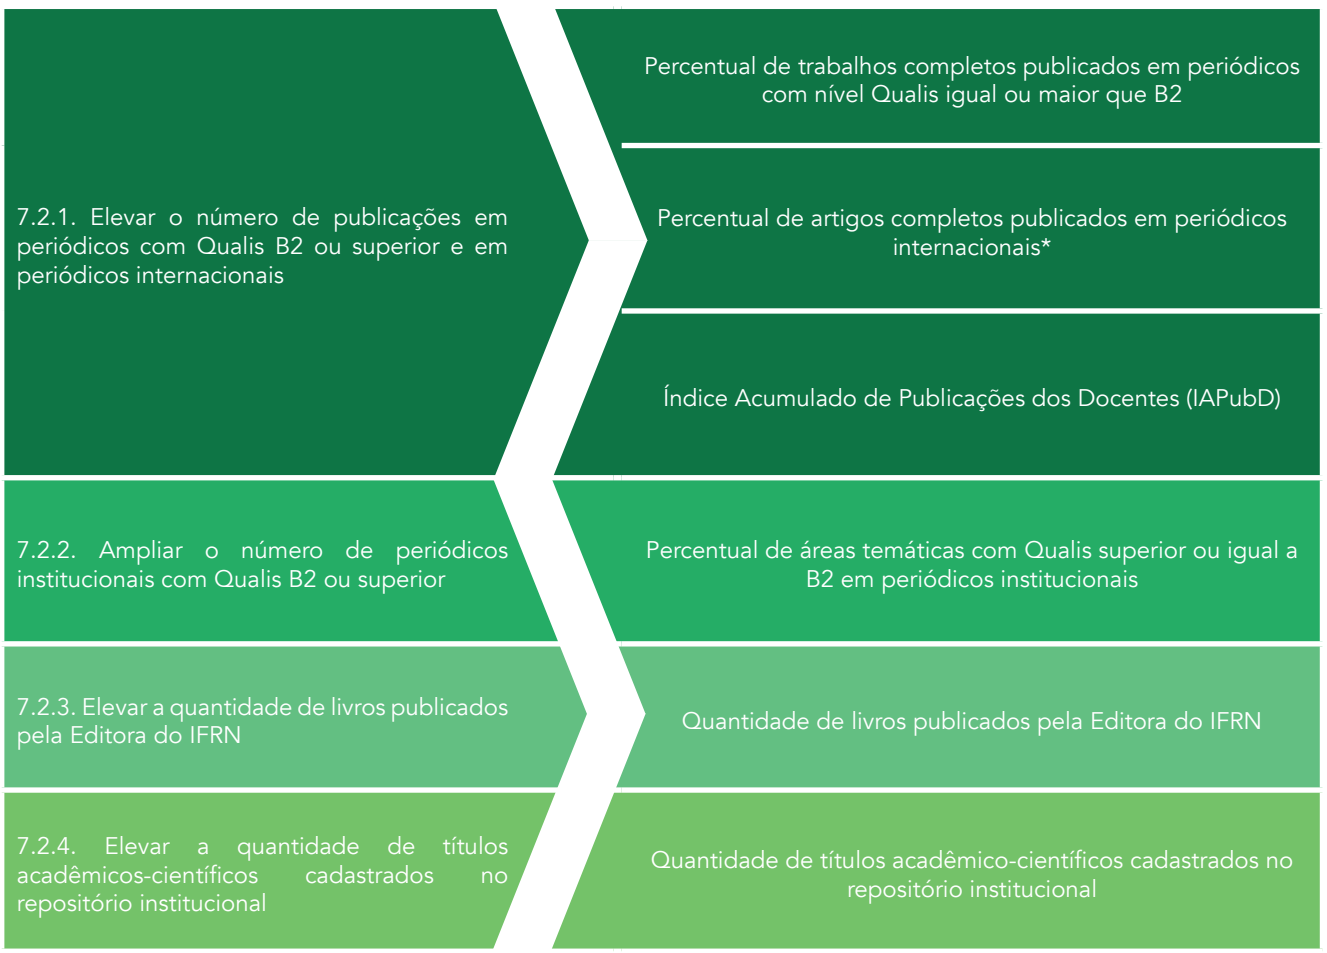 7.2.1. Elevar o número de publicações em
periódicos com Qualis B2 ou superior e em
periódicos internacionais
Percentual de trabalhos completos publicados em periódicos
com nível Qualis igual ou maior que B2
Percentual de artigos completos publicados em periódicos
internacionais*
Índice Acumulado de Publicações dos Docentes (IAPubD)
7.2.2. Ampliar o número de periódicos
institucionais com Qualis B2 ou superior
Percentual de áreas temáticas com Qualis superior ou igual a
B2 em periódicos institucionais
7.2.3. Elevar a quantidade de livros publicados
pela Editora do IFRN
Quantidade de livros publicados pela Editora do IFRN
7.2.4. Elevar a quantidade de títulos
acadêmicos-científicos cadastrados no
repositório institucional
Quantidade de títulos acadêmico-científicos cadastrados no
repositório institucional